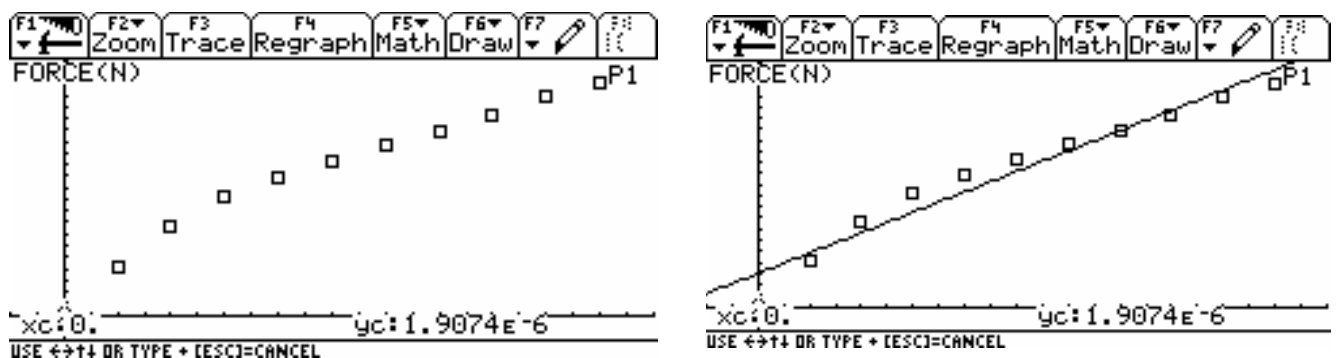 F1 F2 Zoom F3 Trace F4 Regraph F5 Math F6 Draw F7
FORCE(N)
P1
xc:0. yc:1.9074E-6
USE ←→↑↓ OR TYPE + [ESC]=CANCEL
F1 F2 Zoom F3 Trace F4 Regraph F5 Math F6 Draw F7
FORCE(N)
P1
xc:0. yc:1.9074E-6
USE ←→↑↓ OR TYPE + [ESC]=CANCEL